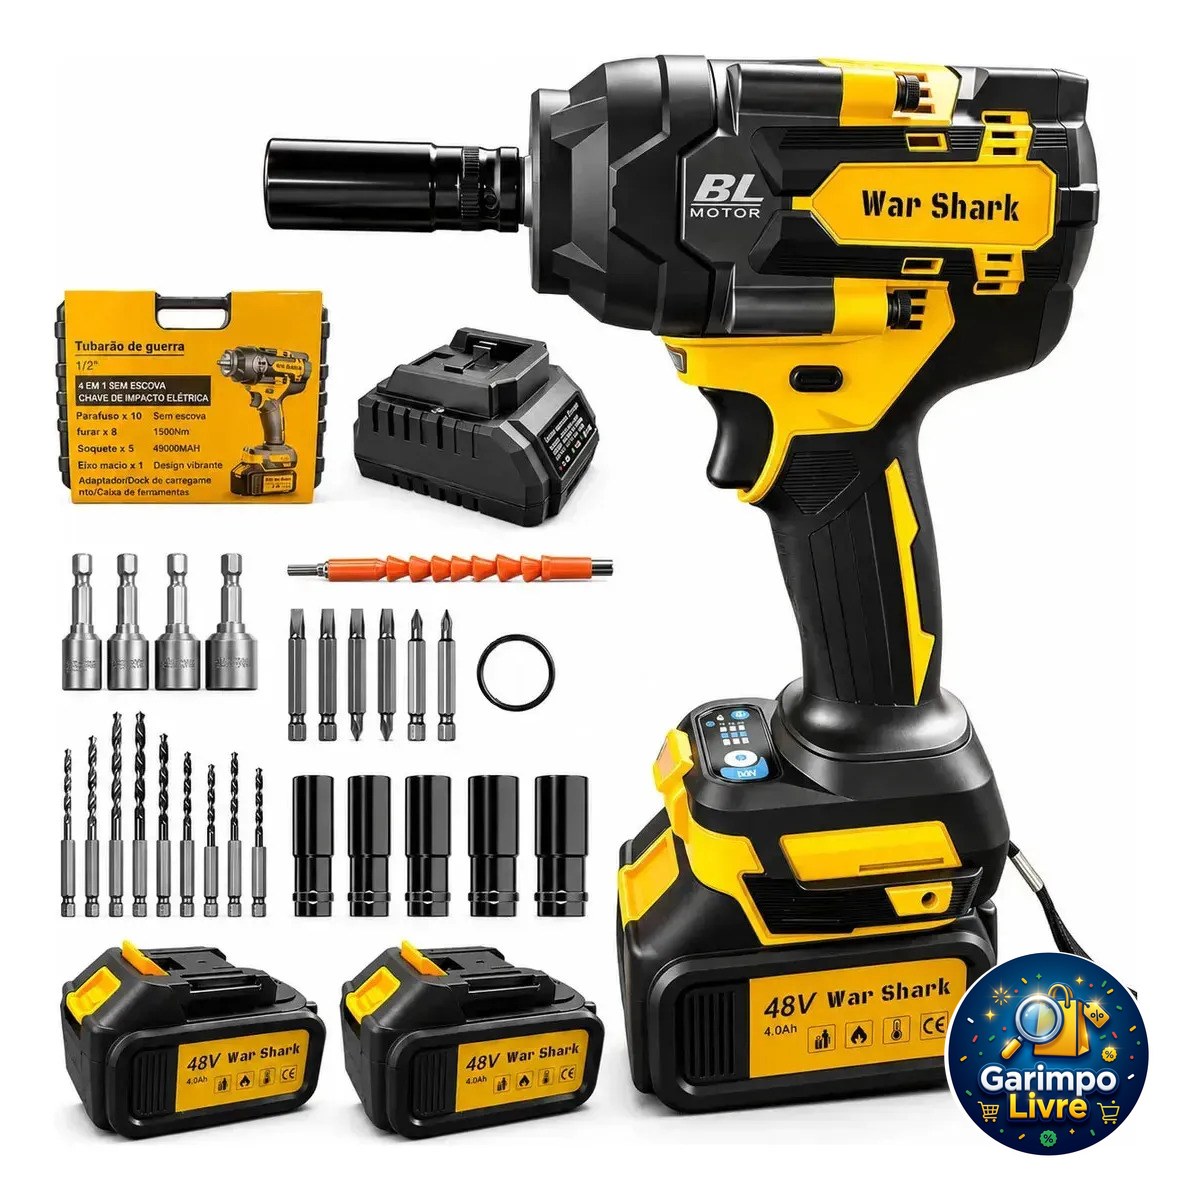 BL
MOTOR
War Shark
Tubarão de guerra
1/2"
4 EM 1 SEM ESCOVA
CHAVE DE IMPACTO ELÉTRICA
Parafuso x 10 Sem escova
furar x 8 1500Nm
Soquete x 5 49000MAH
Eixo macio x 1 Design vibrante
Adaptador/Dock de carregame
nto/Caixa de ferramentas
48V War Shark
4.0Ah
CE
48V War Shark
4.0Ah
CE
48V War Shark
4.0Ah
CE
Garimpo
Livre